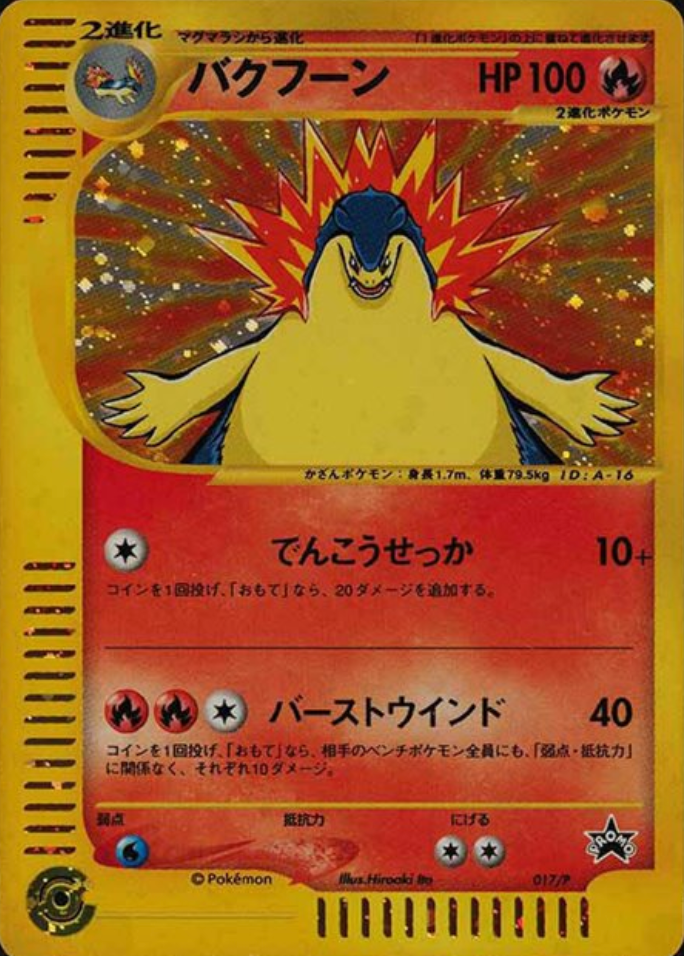 2進化 マグマラシから進化 「1進化ポケモン」の上に重ねて進化させます
バクフーン HP100
2進化ポケモン
かざんポケモン：身長1.7m、体重79.5kg ID:A-16
でんこうせっか 10+
コインを1回投げ、「おもて」なら、20ダメージを追加する。
バーストウインド 40
コインを1回投げ、「おもて」なら、相手のベンチポケモン全員にも、「弱点・抵抗力」
に関係なく、それぞれ10ダメージ。
弱点 抵抗力 にげる
PROMO
©Pokémon Illus.Hiroaki Ito 017/P